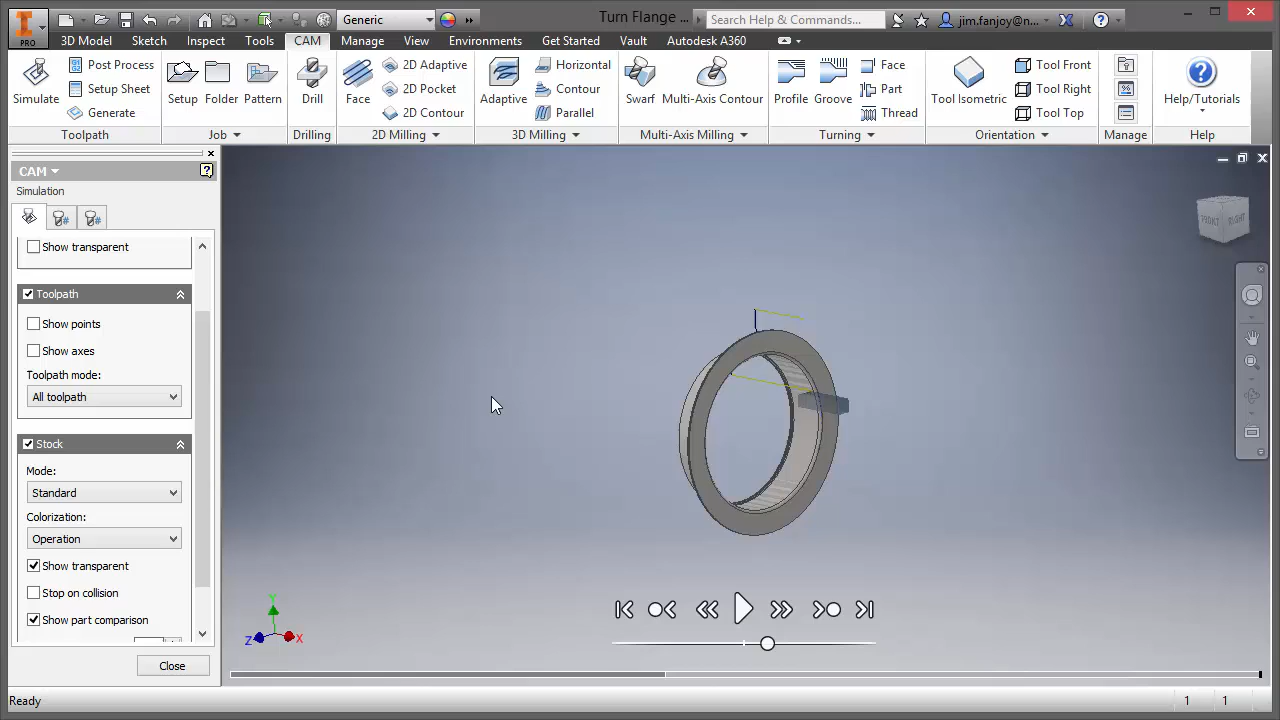 Generic
Turn Flange ...
Search Help & Commands...
jim.fanjoy@n...
PRO
3D Model Sketch Inspect Tools CAM Manage View Environments Get Started Vault Autodesk A360
Simulate
Post Process
Setup Sheet
Generate
Setup Folder Pattern
Drill
Face
2D Adaptive
2D Pocket
2D Contour
Adaptive
Horizontal
Contour
Parallel
Swarf Multi-Axis Contour
Profile Groove
Face
Part
Thread
Tool Isometric
Tool Front
Tool Right
Tool Top
Help/Tutorials
Toolpath Job Drilling 2D Milling 3D Milling Multi-Axis Milling Turning Orientation Manage Help
CAM
Simulation
Show transparent
Toolpath
Show points
Show axes
Toolpath mode:
All toolpath
Stock
Mode:
Standard
Colorization:
Operation
Show transparent
Stop on collision
Show part comparison
Close
FRONT RIGHT
Y
Z X
Ready
1 1